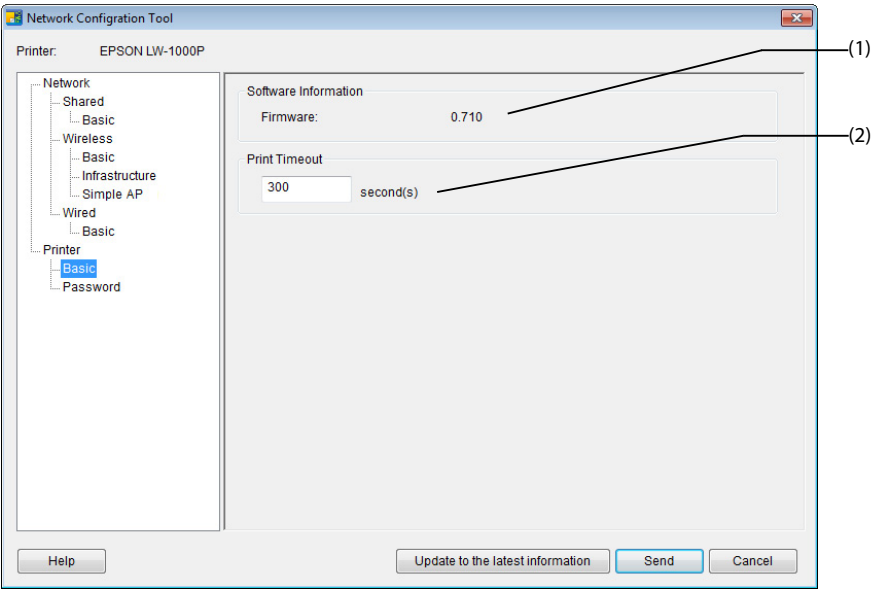 Network Configration Tool
Printer: EPSON LW-1000P
(1)
Network
Shared
Basic
Wireless
Basic
Infrastructure
Simple AP
Wired
Basic
Printer
Basic
Password
Software Information
Firmware: 0.710
(2)
Print Timeout
300 second(s)
Help
Update to the latest information
Send
Cancel